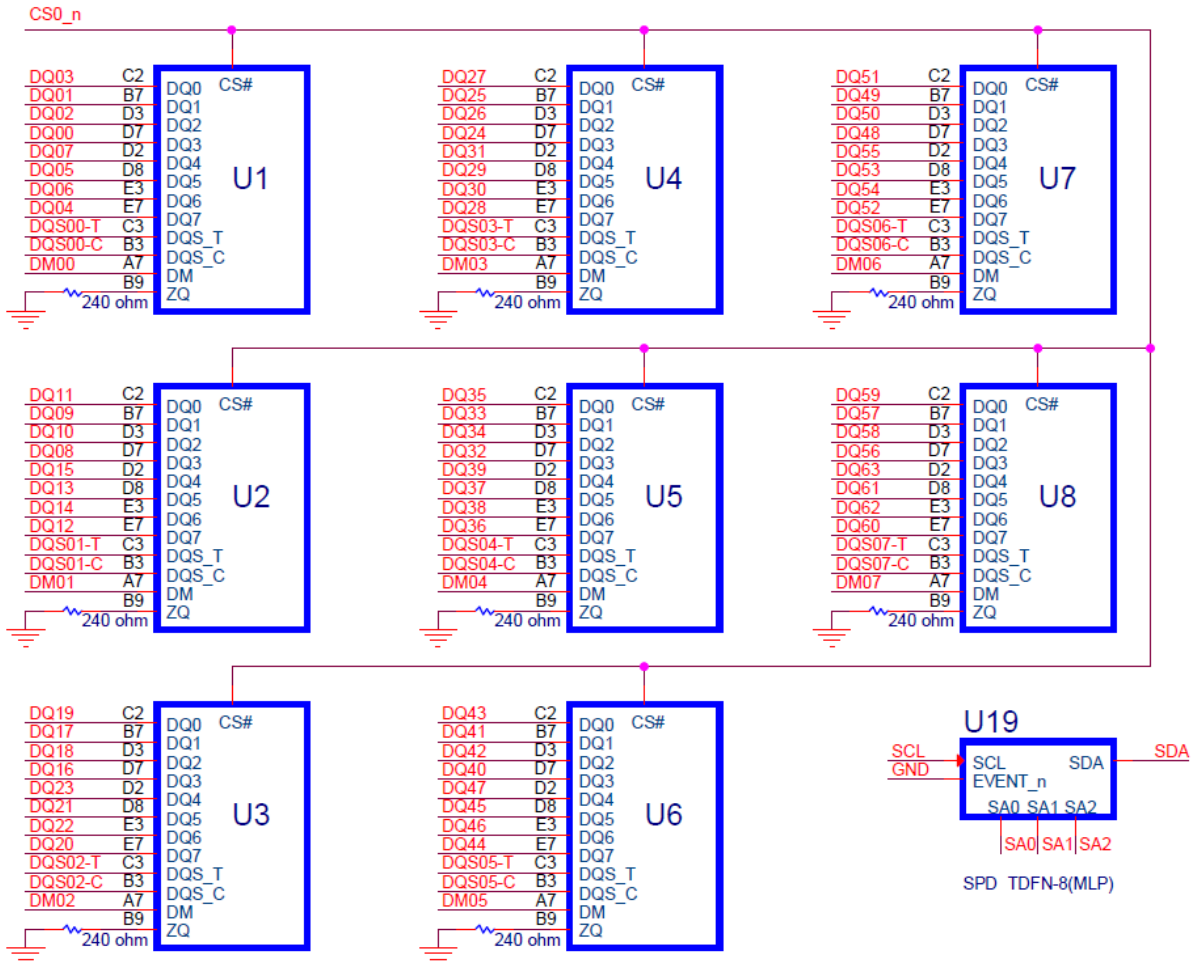 CS0_n
DQ03 C2 DQ0 CS#
DQ01 B7 DQ1
DQ02 D3 DQ2
DQ00 D7 DQ3
DQ07 D2 DQ4
DQ05 D8 DQ5
DQ06 E3 DQ6
DQ04 E7 DQ7
DQS00-T C3 DQS_T
DQS00-C B3 DQS_C
DM00 A7 DM
B9 ZQ
240 ohm
U1
DQ27 C2 DQ0 CS#
DQ25 B7 DQ1
DQ26 D3 DQ2
DQ24 D7 DQ3
DQ31 D2 DQ4
DQ29 D8 DQ5
DQ30 E3 DQ6
DQ28 E7 DQ7
DQS03-T C3 DQS_T
DQS03-C B3 DQS_C
DM03 A7 DM
B9 ZQ
240 ohm
U4
DQ51 C2 DQ0 CS#
DQ49 B7 DQ1
DQ50 D3 DQ2
DQ48 D7 DQ3
DQ55 D2 DQ4
DQ53 D8 DQ5
DQ54 E3 DQ6
DQ52 E7 DQ7
DQS06-T C3 DQS_T
DQS06-C B3 DQS_C
DM06 A7 DM
B9 ZQ
240 ohm
U7
DQ11 C2 DQ0 CS#
DQ09 B7 DQ1
DQ10 D3 DQ2
DQ08 D7 DQ3
DQ15 D2 DQ4
DQ13 D8 DQ5
DQ14 E3 DQ6
DQ12 E7 DQ7
DQS01-T C3 DQS_T
DQS01-C B3 DQS_C
DM01 A7 DM
B9 ZQ
240 ohm
U2
DQ35 C2 DQ0 CS#
DQ33 B7 DQ1
DQ34 D3 DQ2
DQ32 D7 DQ3
DQ39 D2 DQ4
DQ37 D8 DQ5
DQ38 E3 DQ6
DQ36 E7 DQ7
DQS04-T C3 DQS_T
DQS04-C B3 DQS_C
DM04 A7 DM
B9 ZQ
240 ohm
U5
DQ59 C2 DQ0 CS#
DQ57 B7 DQ1
DQ58 D3 DQ2
DQ56 D7 DQ3
DQ63 D2 DQ4
DQ61 D8 DQ5
DQ62 E3 DQ6
DQ60 E7 DQ7
DQS07-T C3 DQS_T
DQS07-C B3 DQS_C
DM07 A7 DM
B9 ZQ
240 ohm
U8
DQ19 C2 DQ0 CS#
DQ17 B7 DQ1
DQ18 D3 DQ2
DQ16 D7 DQ3
DQ23 D2 DQ4
DQ21 D8 DQ5
DQ22 E3 DQ6
DQ20 E7 DQ7
DQS02-T C3 DQS_T
DQS02-C B3 DQS_C
DM02 A7 DM
B9 ZQ
240 ohm
U3
DQ43 C2 DQ0 CS#
DQ41 B7 DQ1
DQ42 D3 DQ2
DQ40 D7 DQ3
DQ47 D2 DQ4
DQ45 D8 DQ5
DQ46 E3 DQ6
DQ44 E7 DQ7
DQS05-T C3 DQS_T
DQS05-C B3 DQS_C
DM05 A7 DM
B9 ZQ
240 ohm
U6
U19
SCL SCL SDA SDA
GND EVENT_n
SA0 SA1 SA2
SA0 SA1 SA2
SPD TDFN-8(MLP)